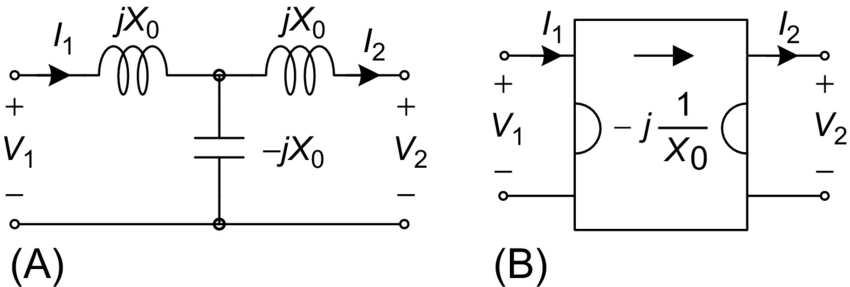 jX0 jX0
I1 I2
+ +
V1 −jX0 V2
− −
(A)
I1 I2
+ +
V1 − j 1/X0 V2
− −
(B)